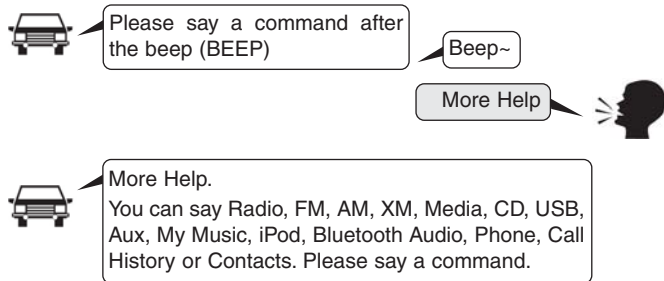 Please say a command after
the beep (BEEP)
Beep~
More Help
More Help.
You can say Radio, FM, AM, XM, Media, CD, USB,
Aux, My Music, iPod, Bluetooth Audio, Phone, Call
History or Contacts. Please say a command.